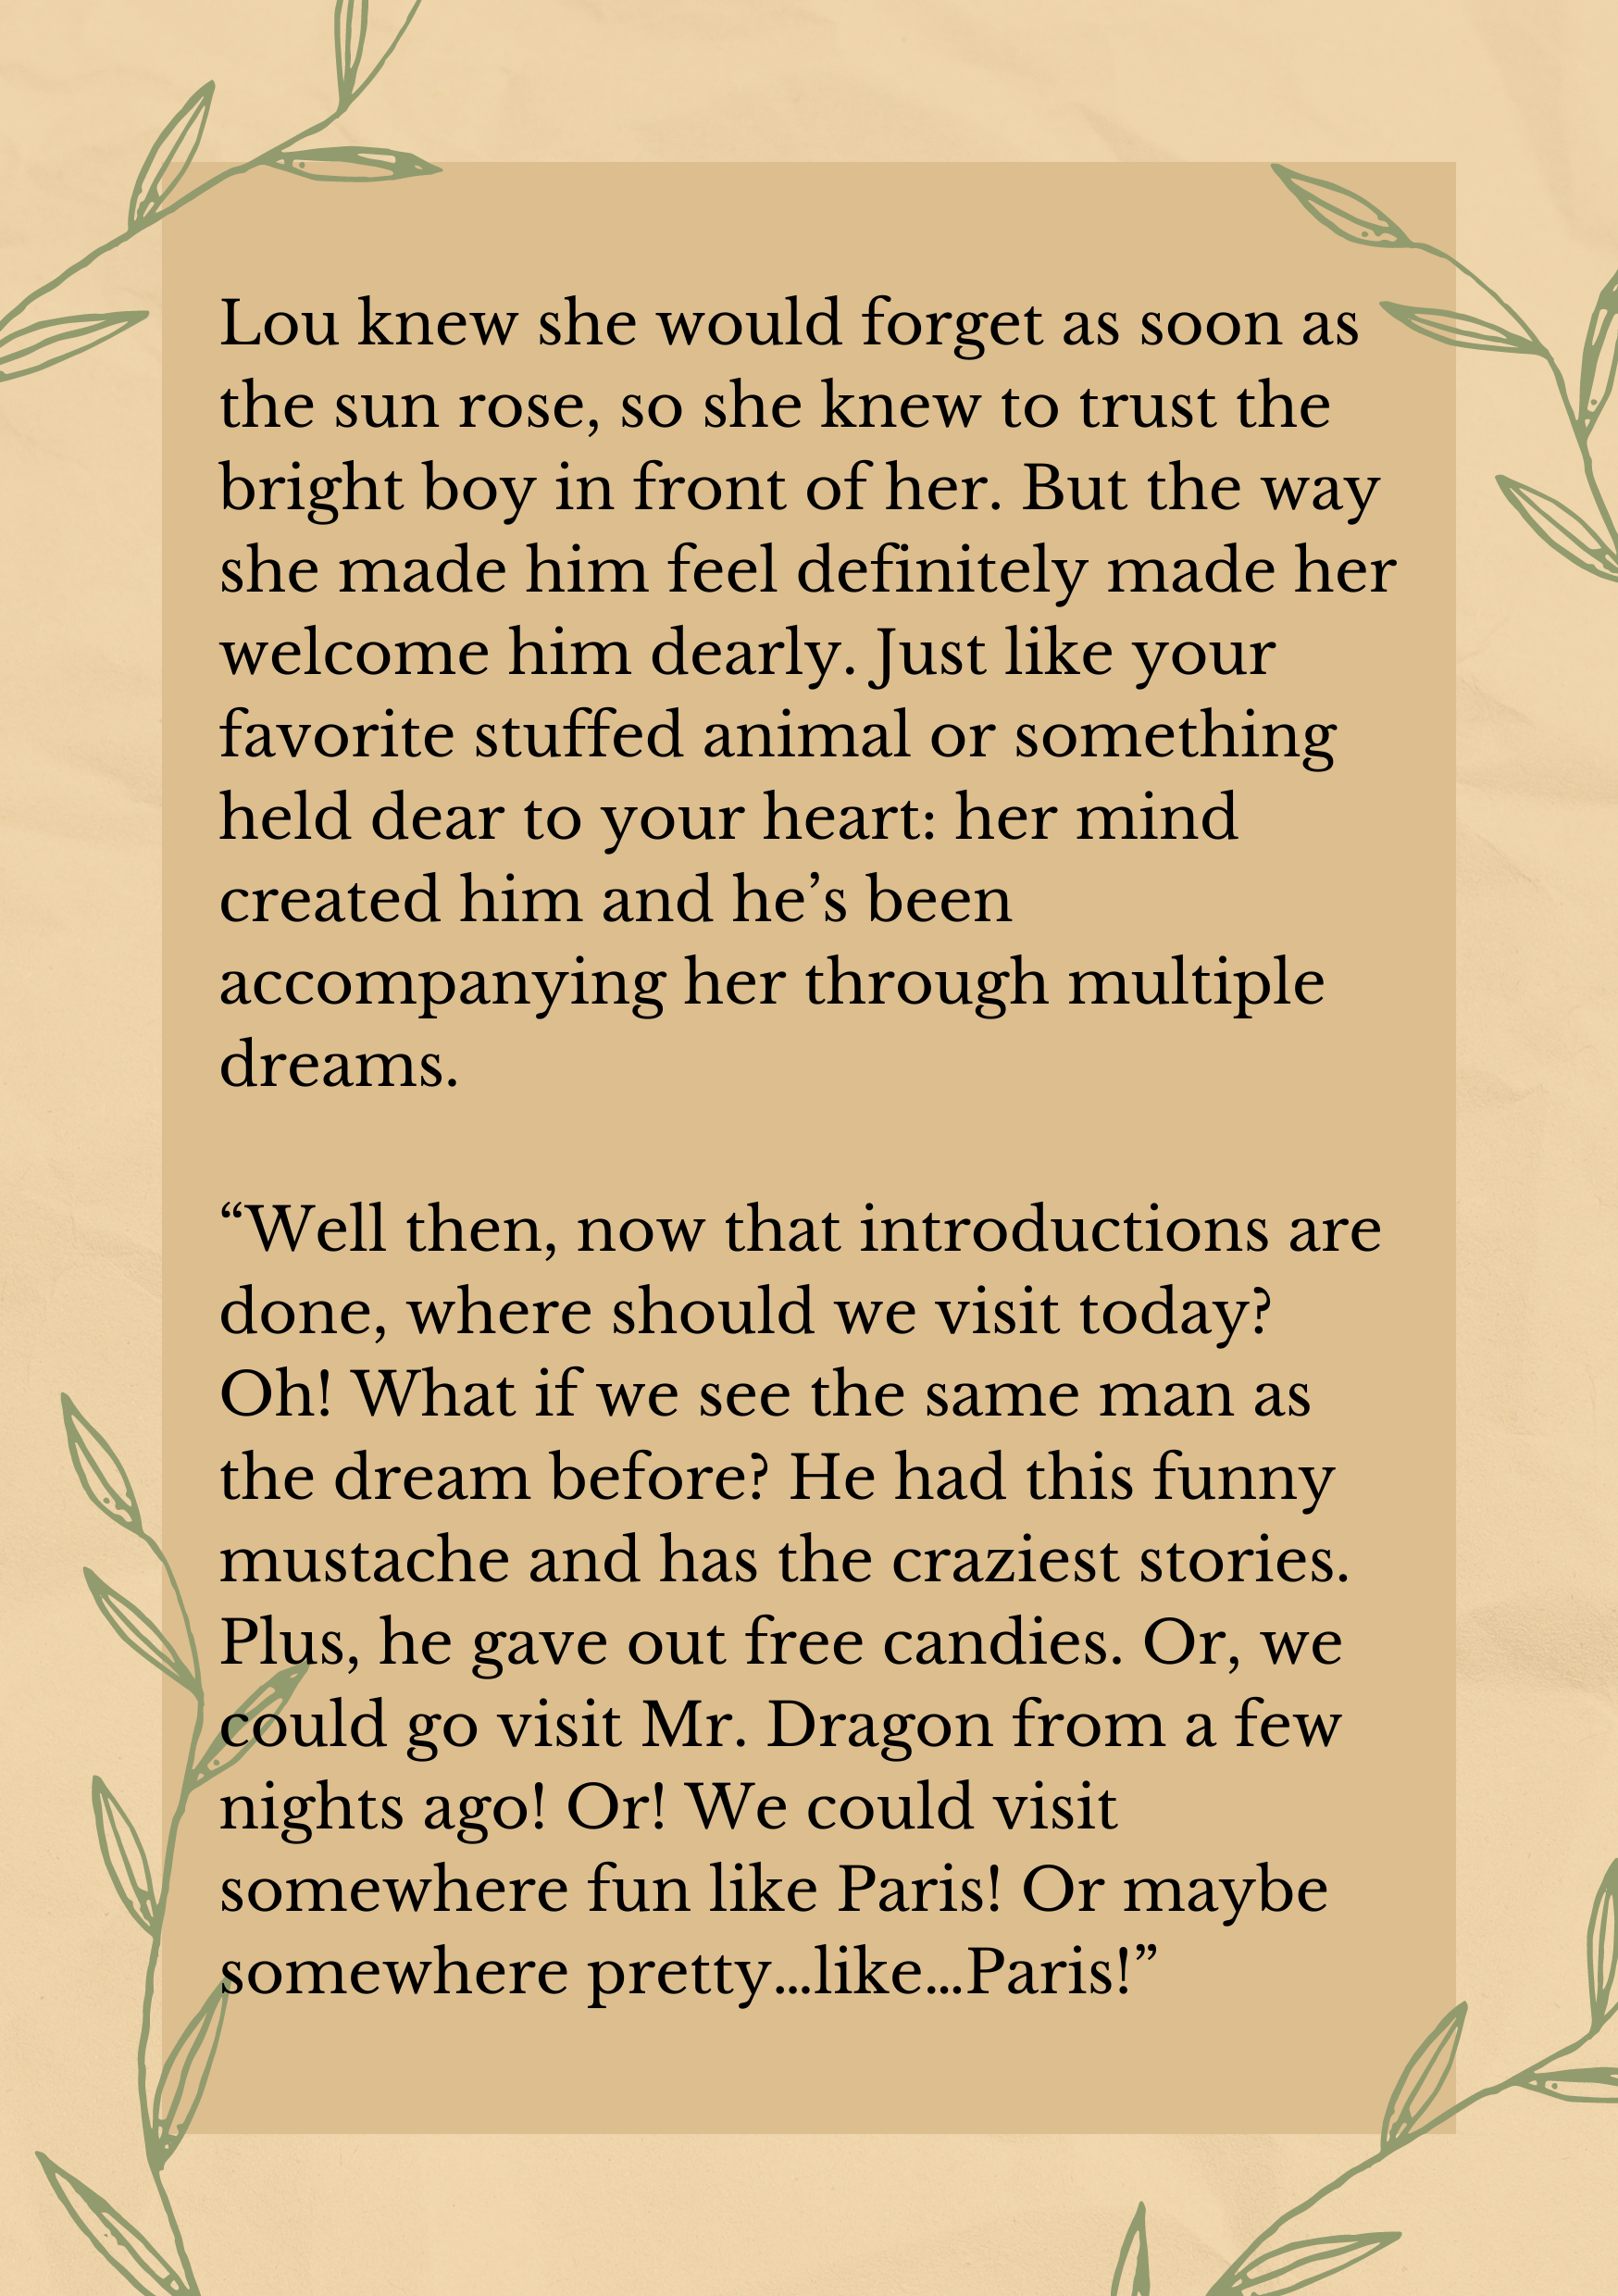 Lou knew she would forget as soon as
the sun rose, so she knew to trust the
bright boy in front of her. But the way
she made him feel definitely made her
welcome him dearly. Just like your
favorite stuffed animal or something
held dear to your heart: her mind
created him and he’s been
accompanying her through multiple
dreams.

“Well then, now that introductions are
done, where should we visit today?
Oh! What if we see the same man as
the dream before? He had this funny
mustache and has the craziest stories.
Plus, he gave out free candies. Or, we
could go visit Mr. Dragon from a few
nights ago! Or! We could visit
somewhere fun like Paris! Or maybe
somewhere pretty...like...Paris!”